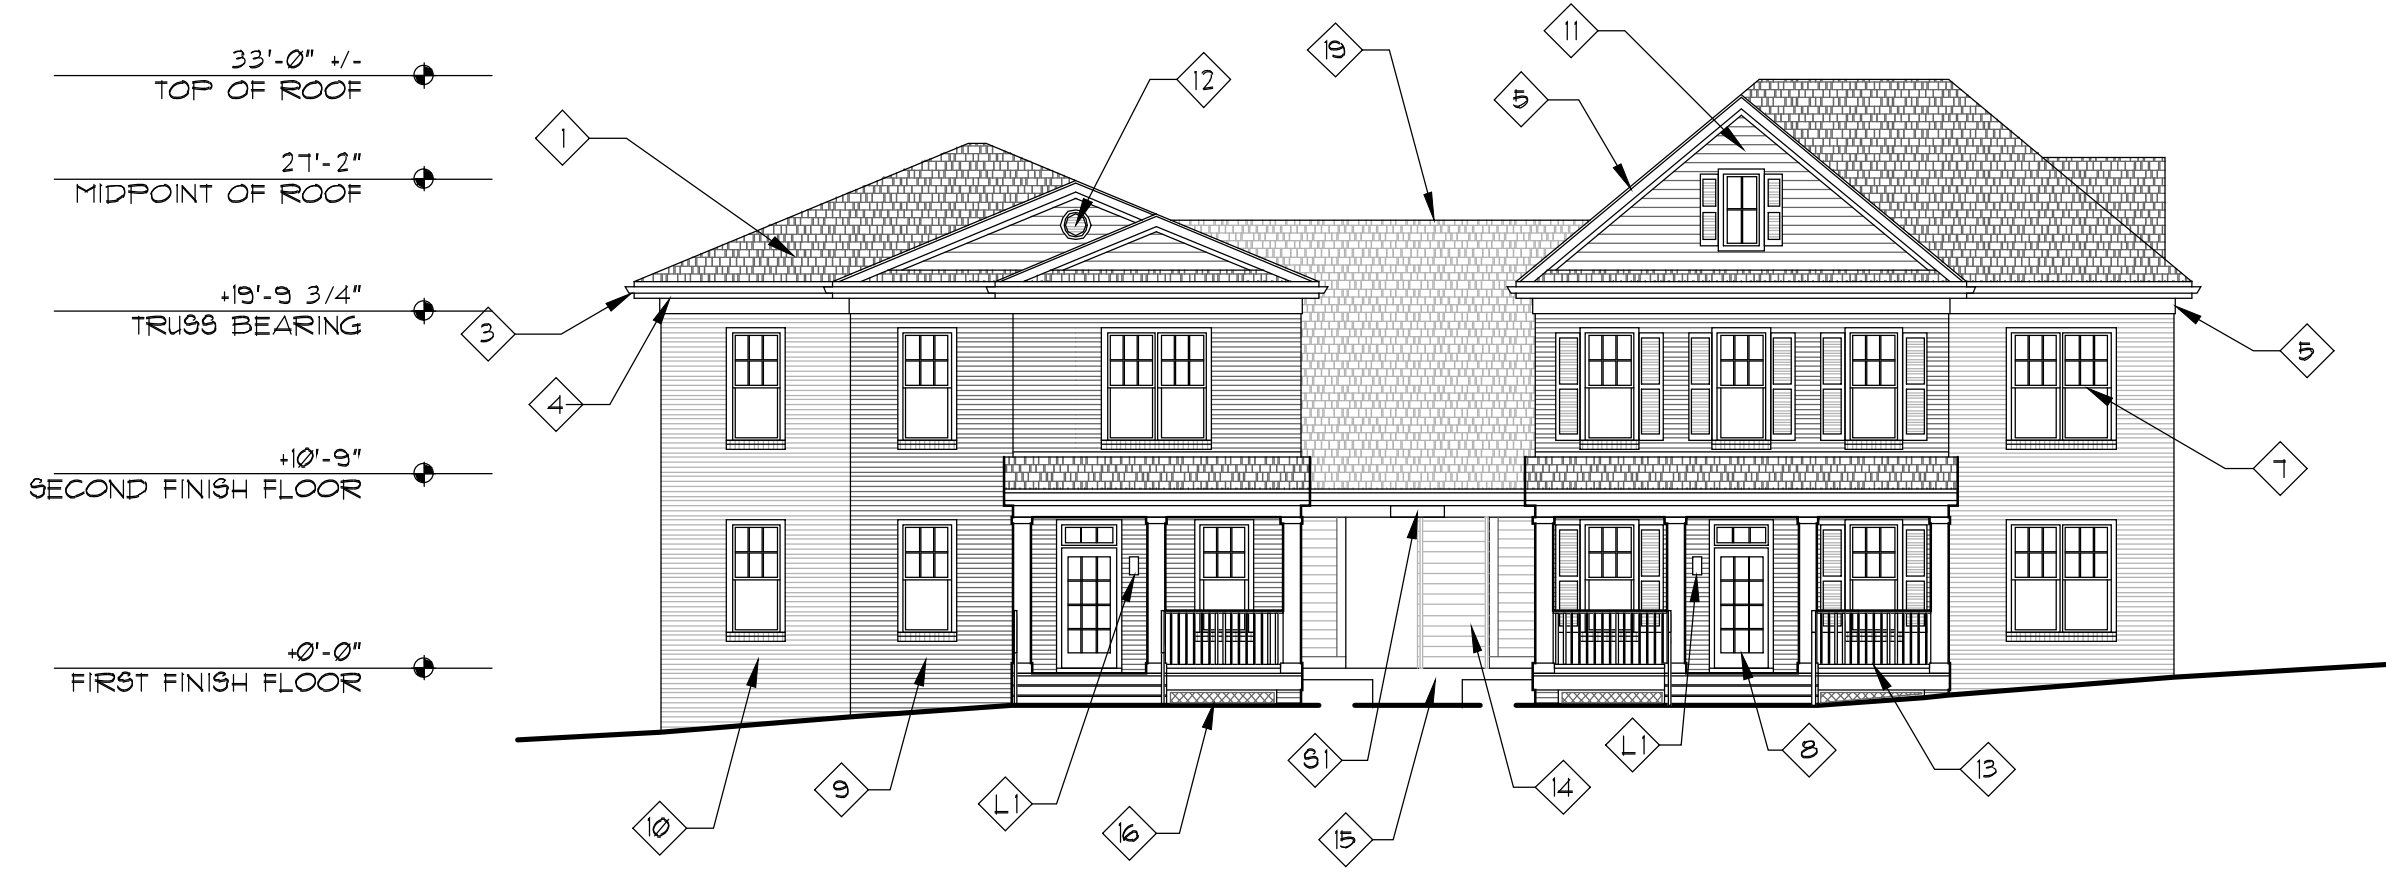 33'-0" +/-
TOP OF ROOF
27'-2"
MIDPOINT OF ROOF
+19'-9 3/4"
TRUSS BEARING
+10'-9"
SECOND FINISH FLOOR
+0'-0"
FIRST FINISH FLOOR
1
12
19
5
11
3
4
5
7
10
9
L1
16
S1
15
14
L1
8
13